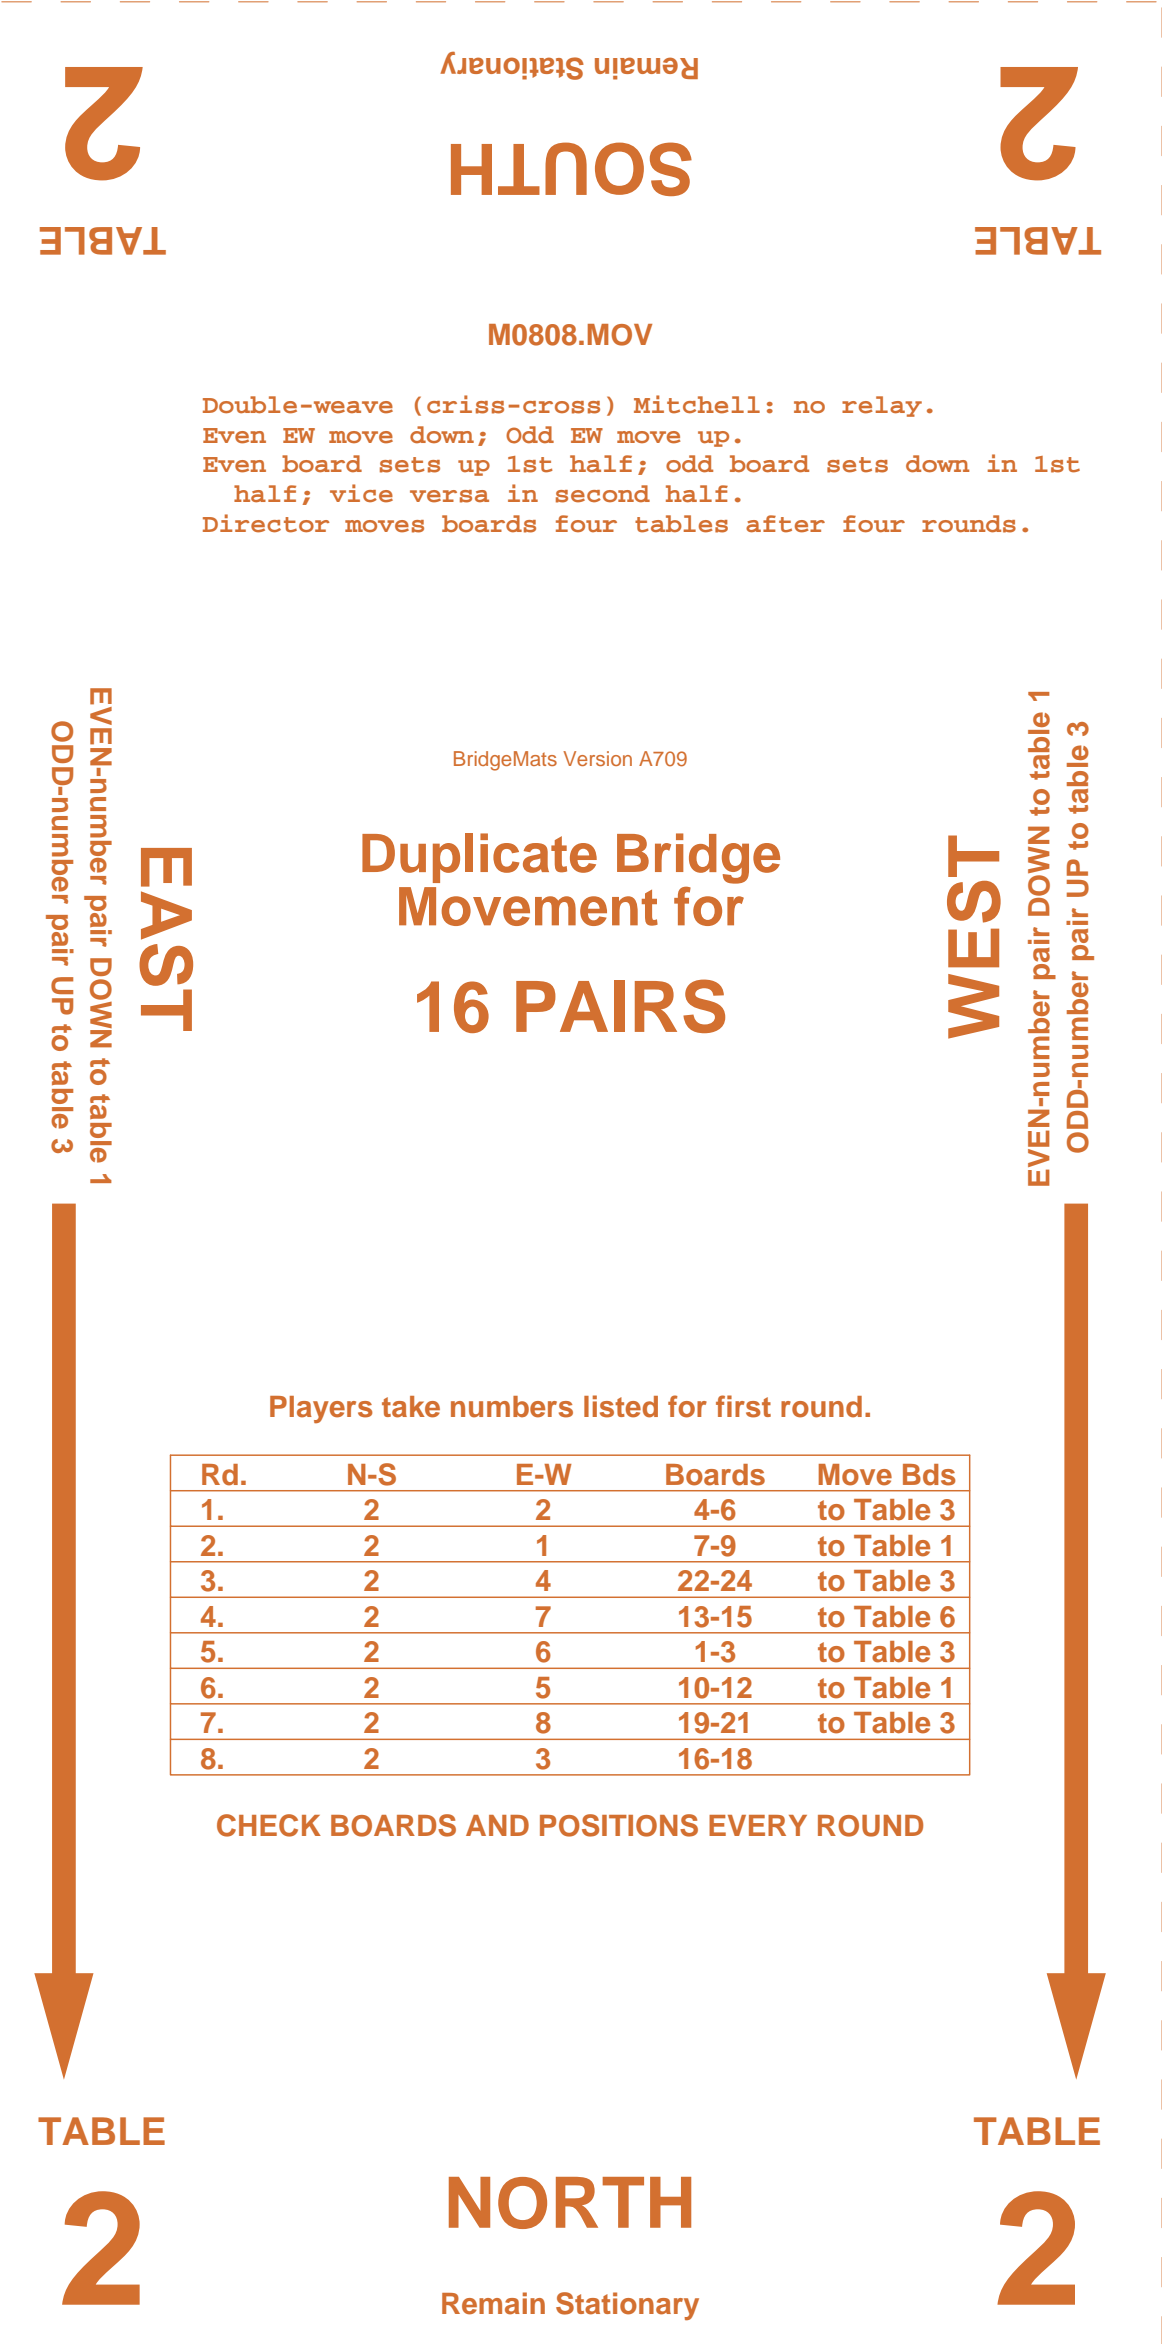 Remain Stationary
SOUTH
2
TABLE
2
TABLE
M0808.MOV
Double-weave (criss-cross) Mitchell: no relay.
Even EW move down; Odd EW move up.
Even board sets up 1st half; odd board sets down in 1st
half; vice versa in second half.
Director moves boards four tables after four rounds.
EAST
EVEN-number pair DOWN to table 1
ODD-number pair UP to table 3
BridgeMats Version A709
Duplicate Bridge
Movement for
16 PAIRS
WEST
EVEN-number pair DOWN to table 1
ODD-number pair UP to table 3
Players take numbers listed for first round.
Rd. N-S E-W Boards Move Bds
1. 2 2 4-6 to Table 3
2. 2 1 7-9 to Table 1
3. 2 4 22-24 to Table 3
4. 2 7 13-15 to Table 6
5. 2 6 1-3 to Table 3
6. 2 5 10-12 to Table 1
7. 2 8 19-21 to Table 3
8. 2 3 16-18
CHECK BOARDS AND POSITIONS EVERY ROUND
TABLE
2
TABLE
2
NORTH
Remain Stationary